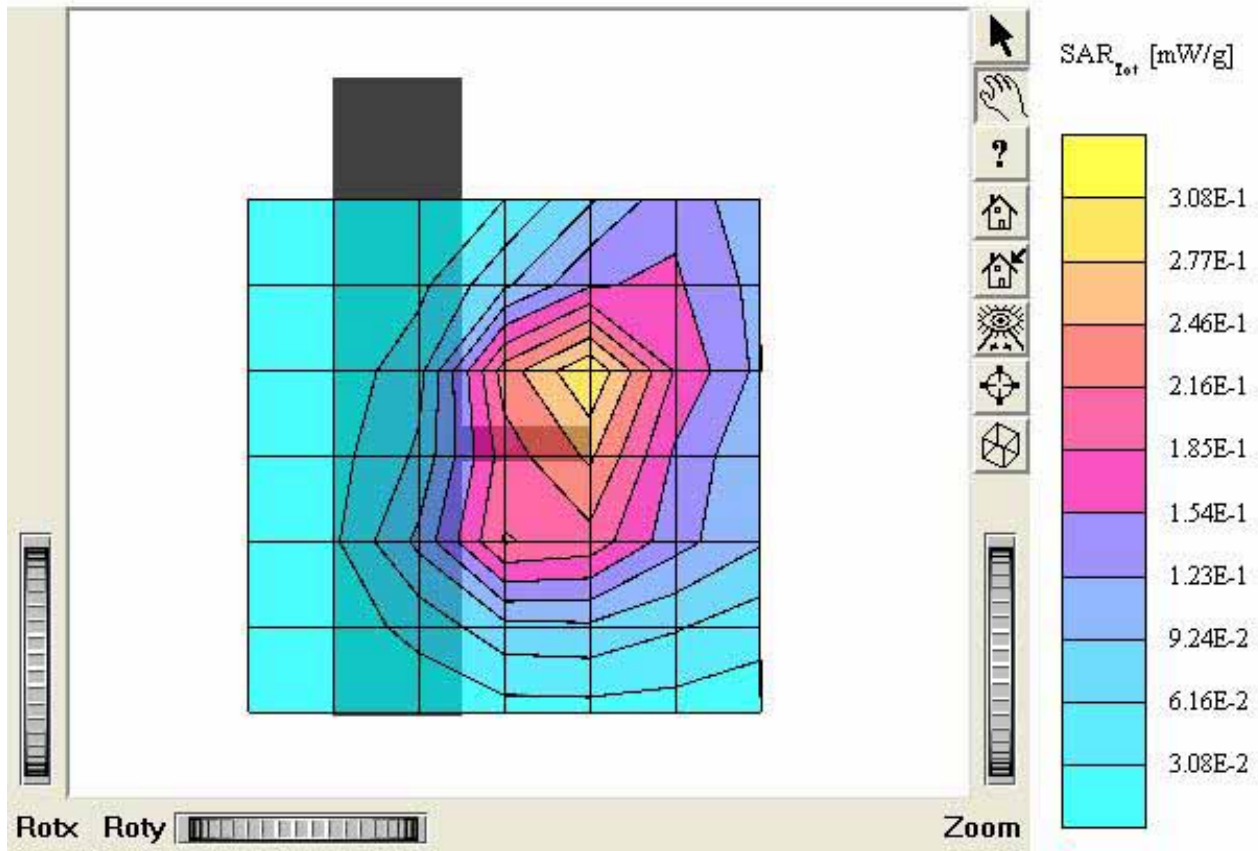 SAR_Tot [mW/g]
?
3.08E-1
2.77E-1
2.46E-1
2.16E-1
1.85E-1
1.54E-1
1.23E-1
9.24E-2
6.16E-2
3.08E-2
Rotx Roty Zoom